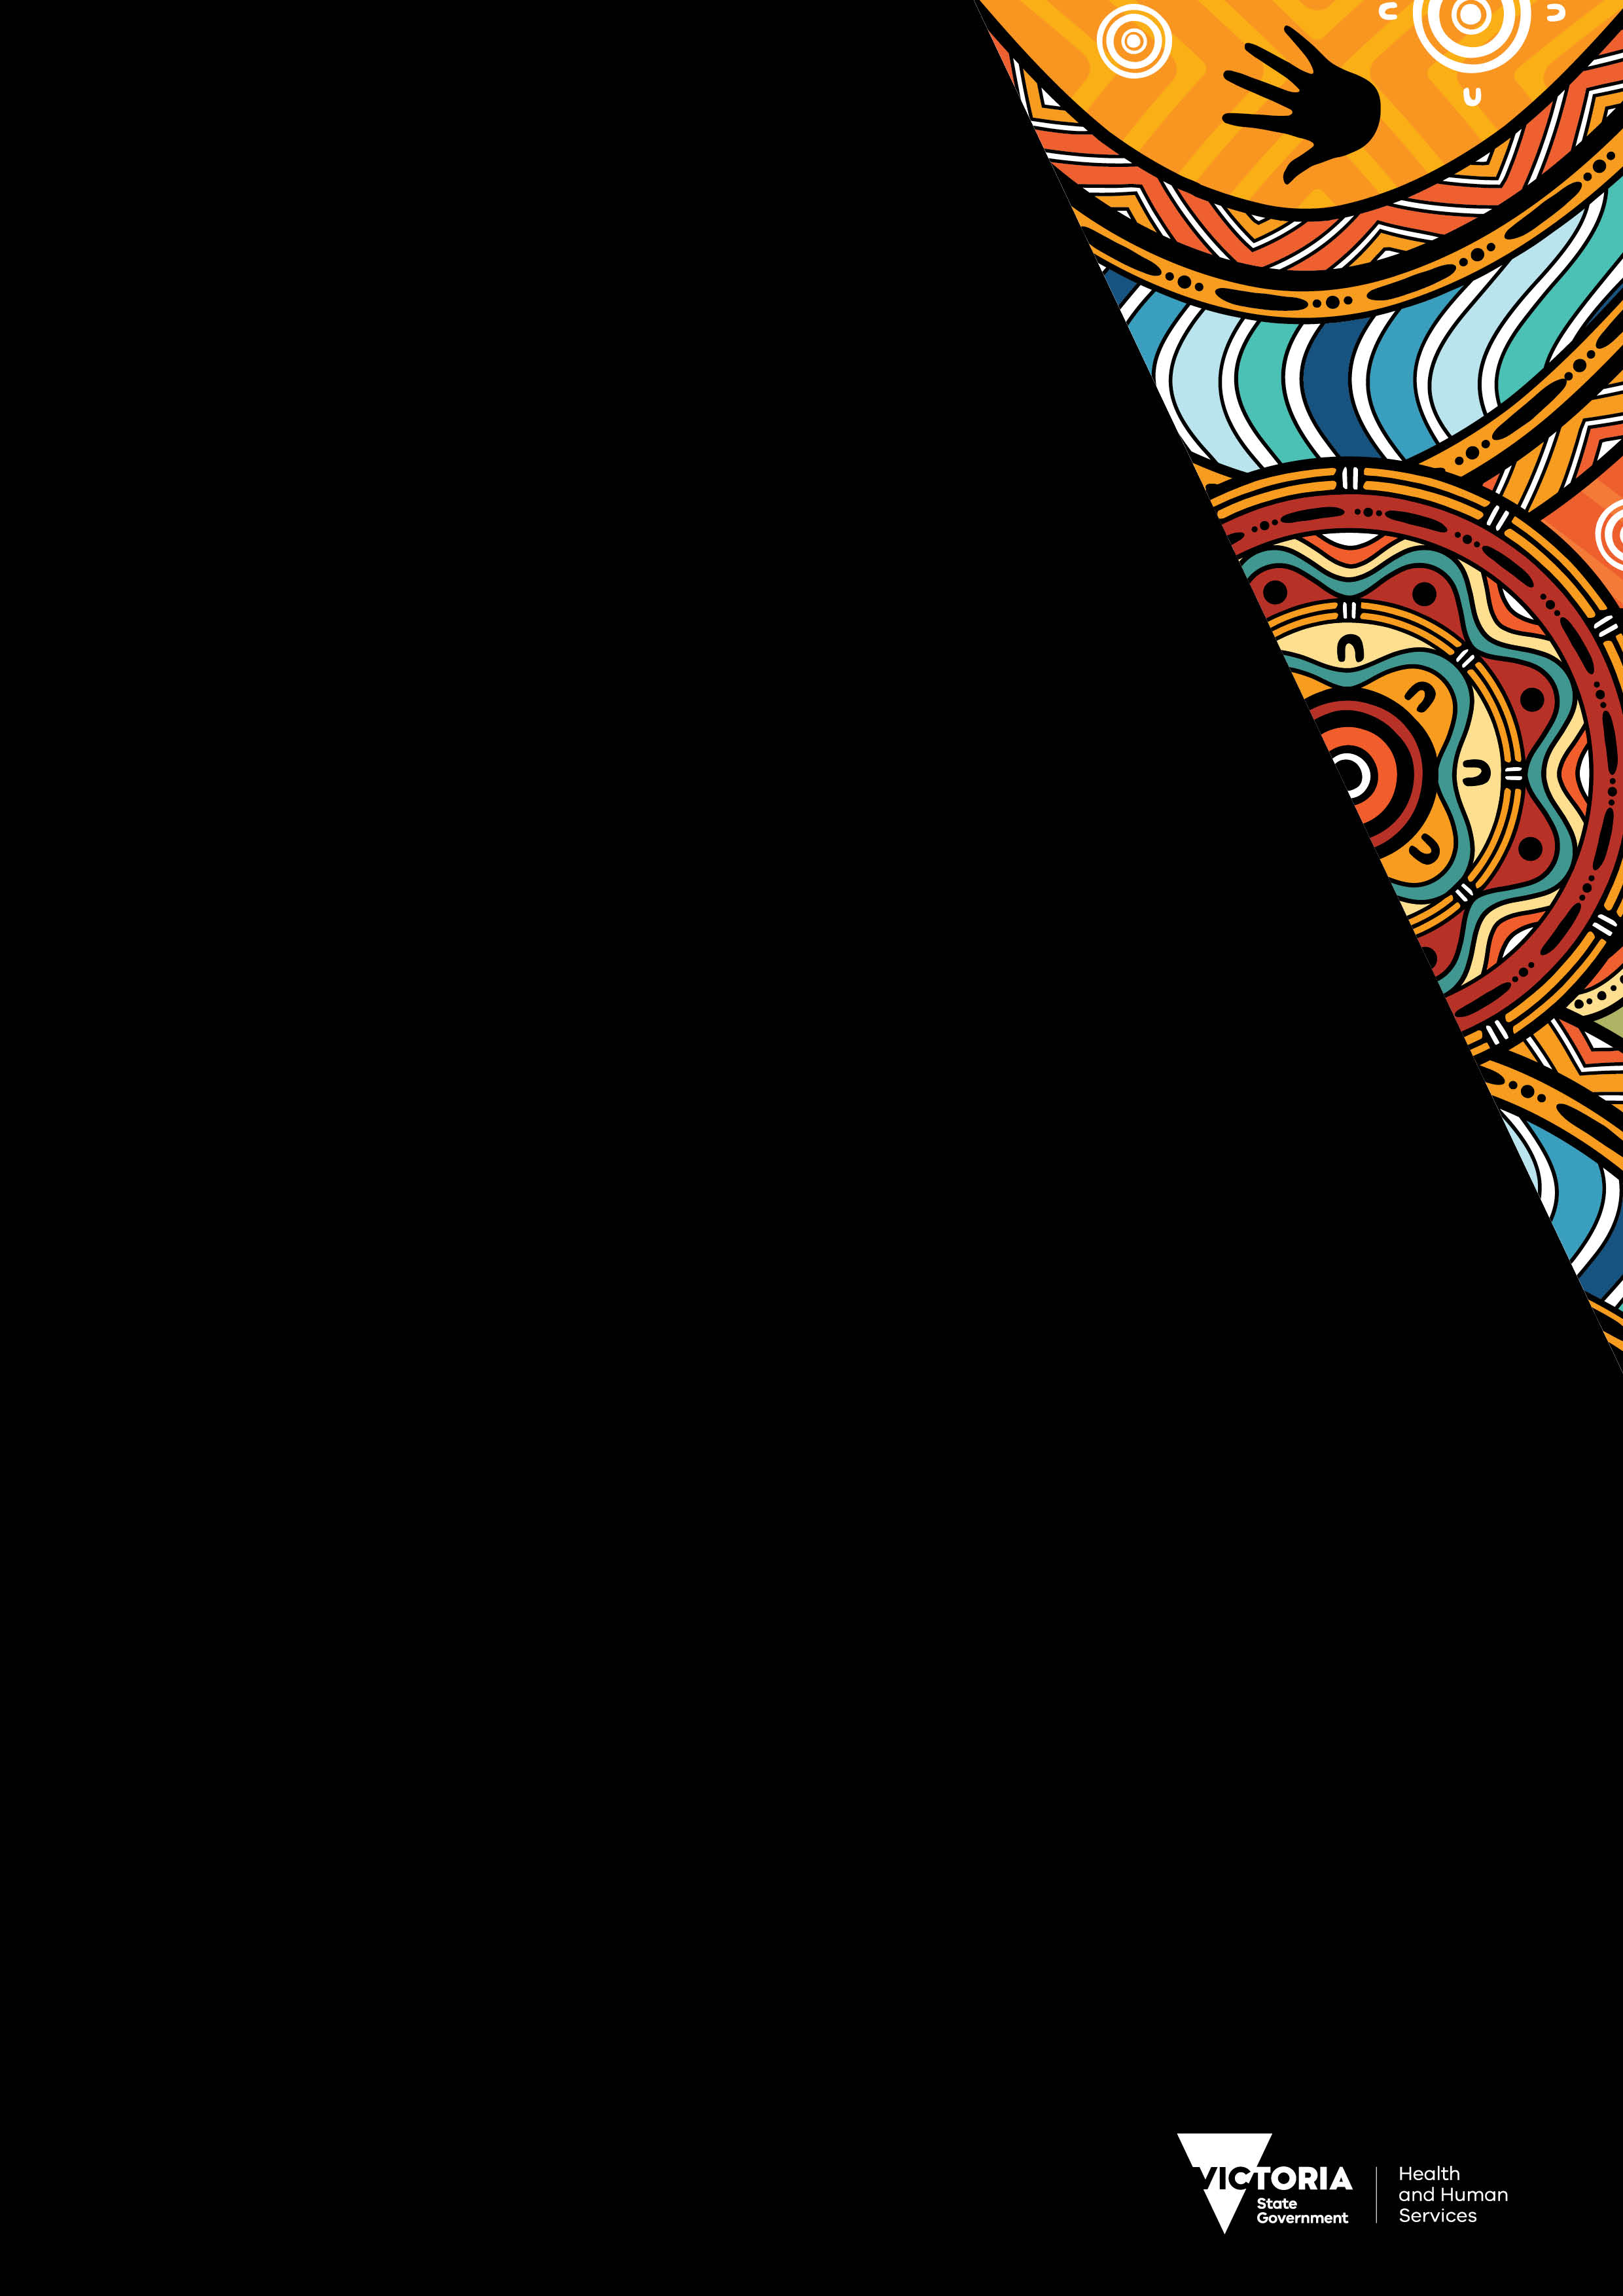 VICTORIA
State
Government
Health
and Human
Services